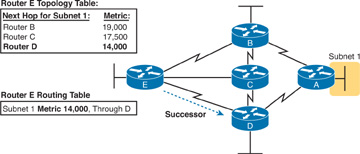 Router E Topology Table:
Next Hop for Subnet 1: Metric:
Router B 19,000
Router C 17,500
Router D 14,000
B
Subnet 1
E
C
A
Router E Routing Table
Subnet 1 Metric 14,000, Through D
Successor
D